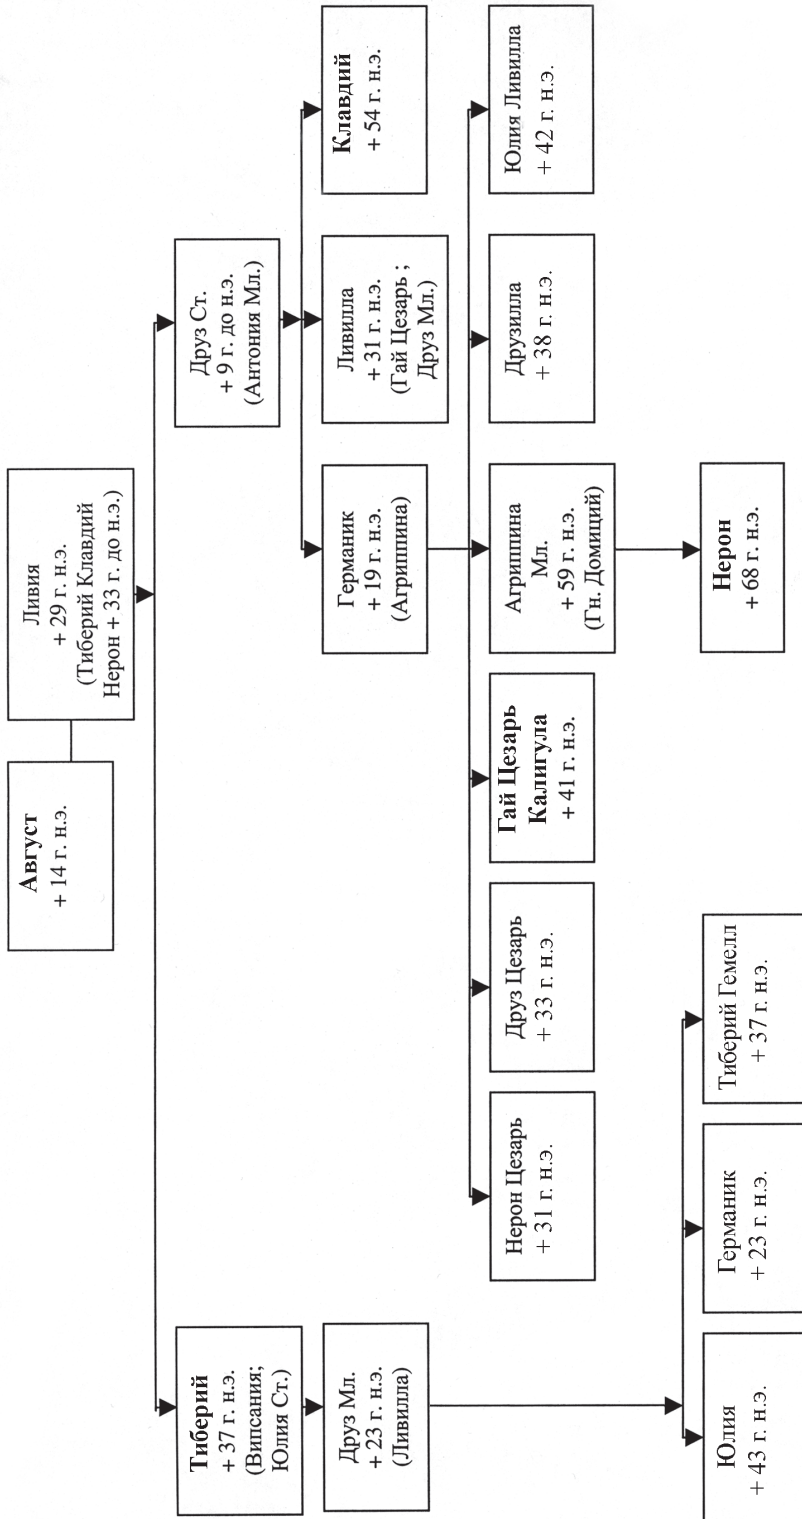 Август
+ 14 г. н.э.
Ливия
+ 29 г. н.э.
(Тиберий Клавдий
Нерон + 33 г. до н.э.)
Тиберий
+ 37 г. н.э.
(Випсания;
Юлия Ст.)
Друз Ст.
+ 9 г. до н.э.
(Антония Мл.)
Друз Мл.
+ 23 г. н.э.
(Ливилла)
Германик
+ 19 г. н.э.
(Агриппина)
Ливилла
+ 31 г. н.э.
(Гай Цезарь ;
Друз Мл.)
Клавдий
+ 54 г. н.э.
Нерон Цезарь
+ 31 г. н.э.
Друз Цезарь
+ 33 г. н.э.
Гай Цезарь
Калигула
+ 41 г. н.э.
Агриппина
Мл.
+ 59 г. н.э.
(Гн. Домиций)
Друзилла
+ 38 г. н.э.
Юлия Ливилла
+ 42 г. н.э.
Юлия
+ 43 г. н.э.
Германик
+ 23 г. н.э.
Тиберий Гемелл
+ 37 г. н.э.
Нерон
+ 68 г. н.э.